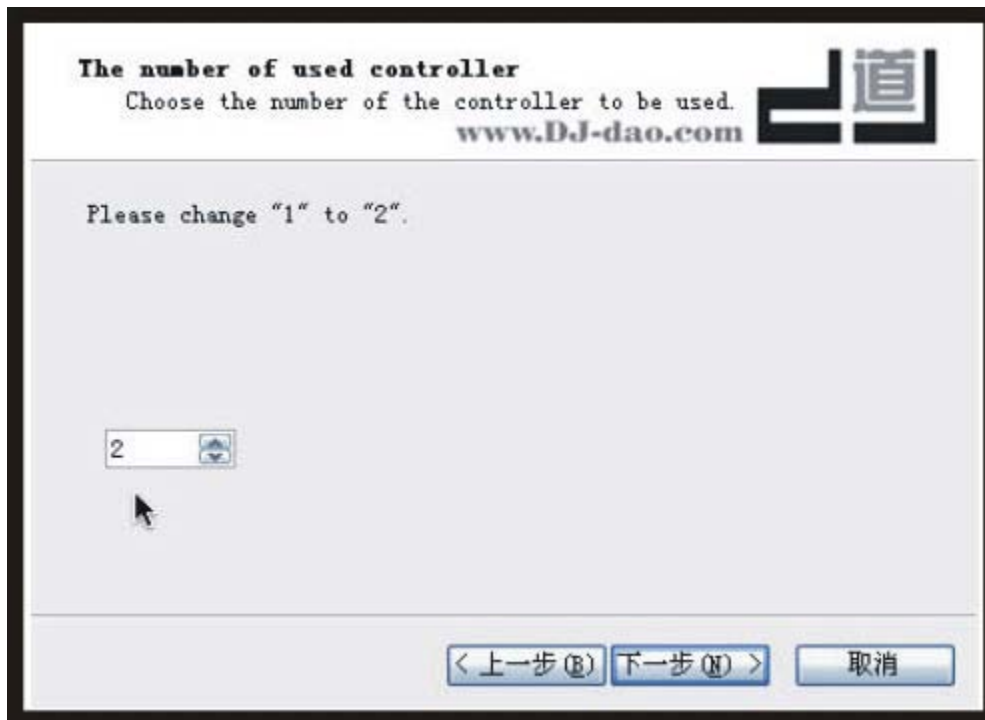 The number of used controller
Choose the number of the controller to be used.
www.DJ-dao.com
道
Please change "1" to "2".
2
< 上一步(B) 下一步(N) > 取消